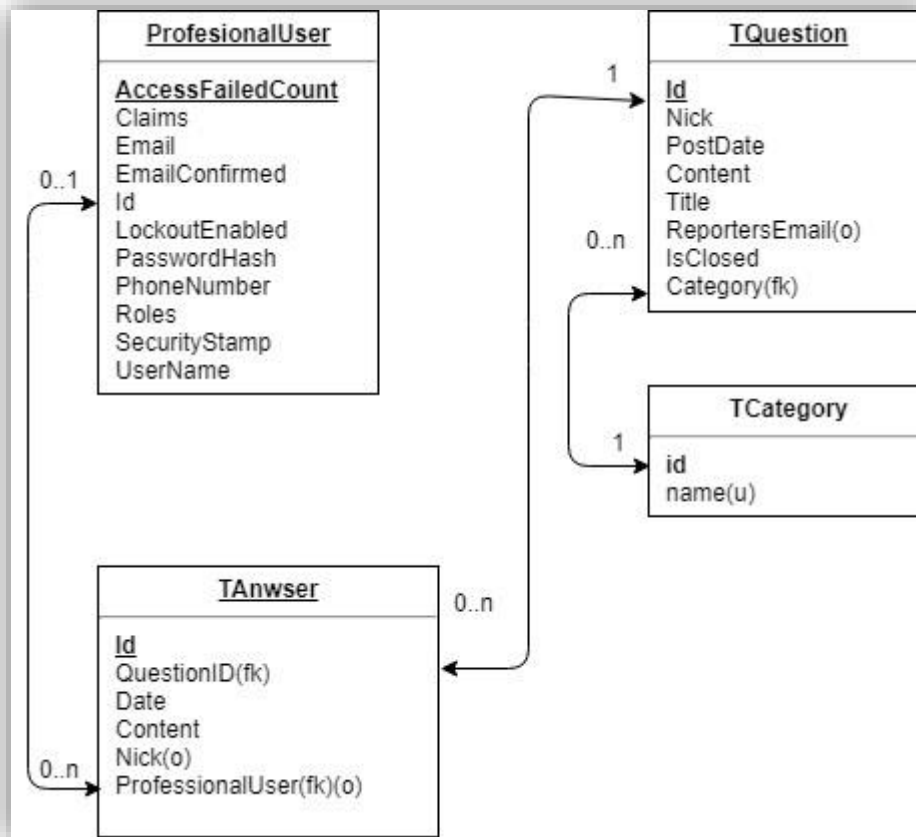 ProfesionalUser
AccessFailedCount
Claims
Email
EmailConfirmed
Id
LockoutEnabled
PasswordHash
PhoneNumber
Roles
SecurityStamp
UserName
0..1
0..n
TQuestion
Id
Nick
PostDate
Content
Title
ReportersEmail(o)
IsClosed
Category(fk)
1
0..n
TCategory
id
name(u)
1
TAnwser
Id
QuestionID(fk)
Date
Content
Nick(o)
ProfessionalUser(fk)(o)
0..n